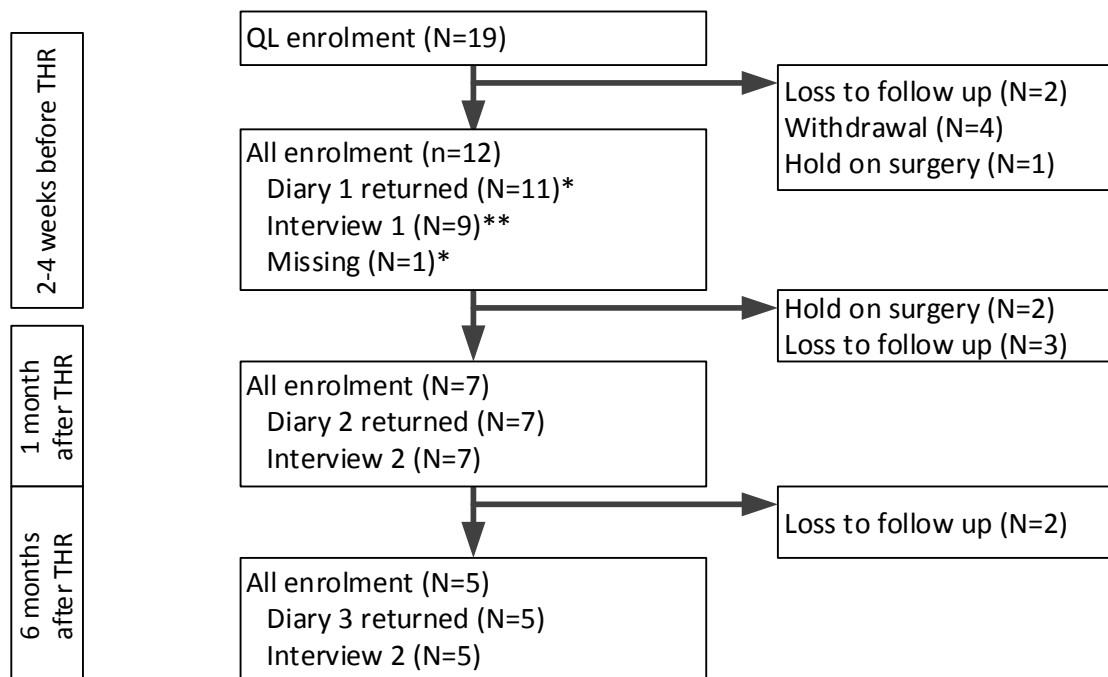 QL enrolment (N=19)
Loss to follow up (N=2)
Withdrawal (N=4)
Hold on surgery (N=1)
2-4 weeks before THR
All enrolment (n=12)
Diary 1 returned (N=11)*
Interview 1 (N=9)**
Missing (N=1)*
Hold on surgery (N=2)
Loss to follow up (N=3)
1 month
after THR
All enrolment (N=7)
Diary 2 returned (N=7)
Interview 2 (N=7)
Loss to follow up (N=2)
6 months
after THR
All enrolment (N=5)
Diary 3 returned (N=5)
Interview 2 (N=5)